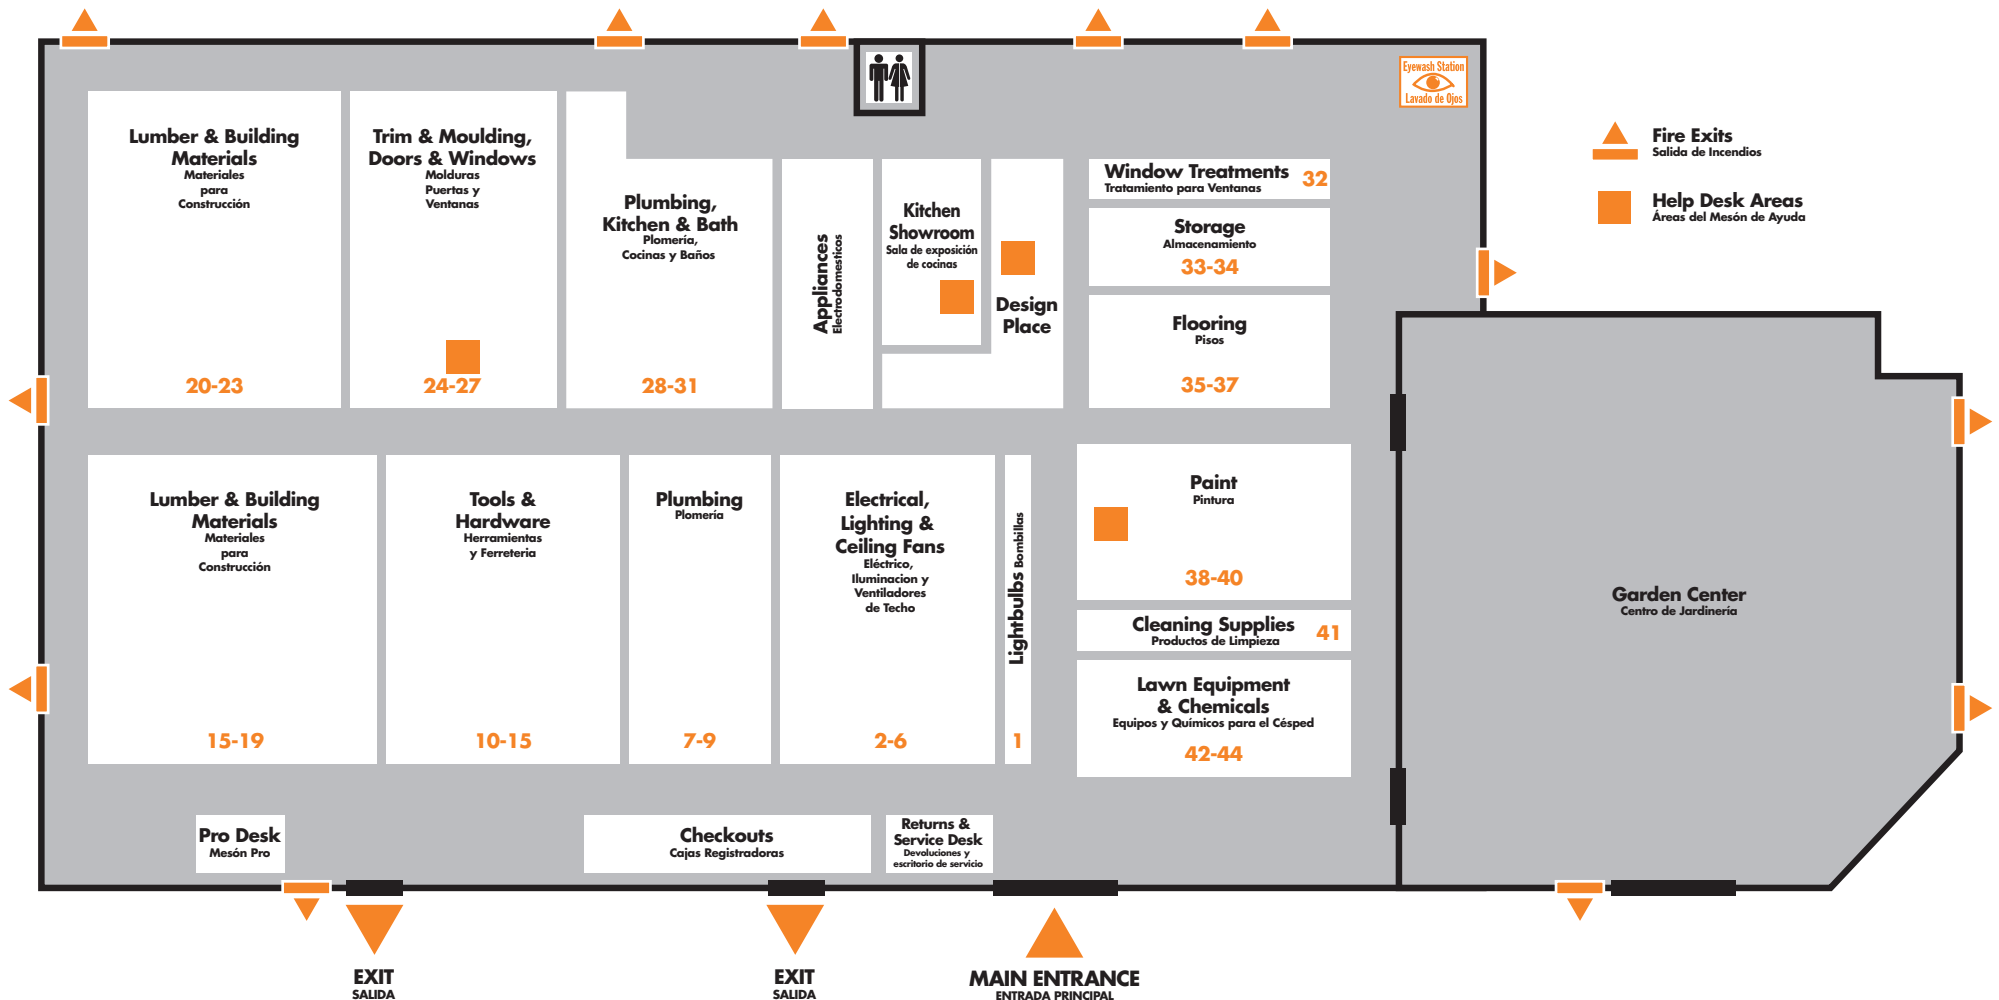 Eyewash Station
Lavado de Ojos
Fire Exits
Salida de Incendios
Help Desk Areas
Áreas del Mesón de Ayuda
Lumber & Building
Materials
Materiales
para
Construcción
20-23
Trim & Moulding,
Doors & Windows
Molduras
Puertas y
Ventanas
24-27
Plumbing,
Kitchen & Bath
Plomería,
Cocinas y Baños
28-31
Appliances
Electrodomesticos
Kitchen
Showroom
Sala de exposición
de cocinas
Design
Place
Window Treatments
Tratamiento para Ventanas
32
Storage
Almacenamiento
33-34
Flooring
Pisos
35-37
Lumber & Building
Materials
Materiales
para
Construcción
15-19
Tools &
Hardware
Herramientas
y Ferreteria
10-15
Plumbing
Plomería
7-9
Electrical,
Lighting &
Ceiling Fans
Eléctrico,
Iluminacion y
Ventiladores
de Techo
2-6
Lightbulbs Bombillas
1
Paint
Pintura
38-40
Cleaning Supplies
Productos de Limpieza
41
Lawn Equipment
& Chemicals
Equipos y Químicos para el Césped
42-44
Garden Center
Centro de Jardinería
Pro Desk
Mesón Pro
Checkouts
Cajas Registradoras
Returns &
Service Desk
Devoluciones y
escritorio de servicio
EXIT
SALIDA
EXIT
SALIDA
MAIN ENTRANCE
ENTRADA PRINCIPAL